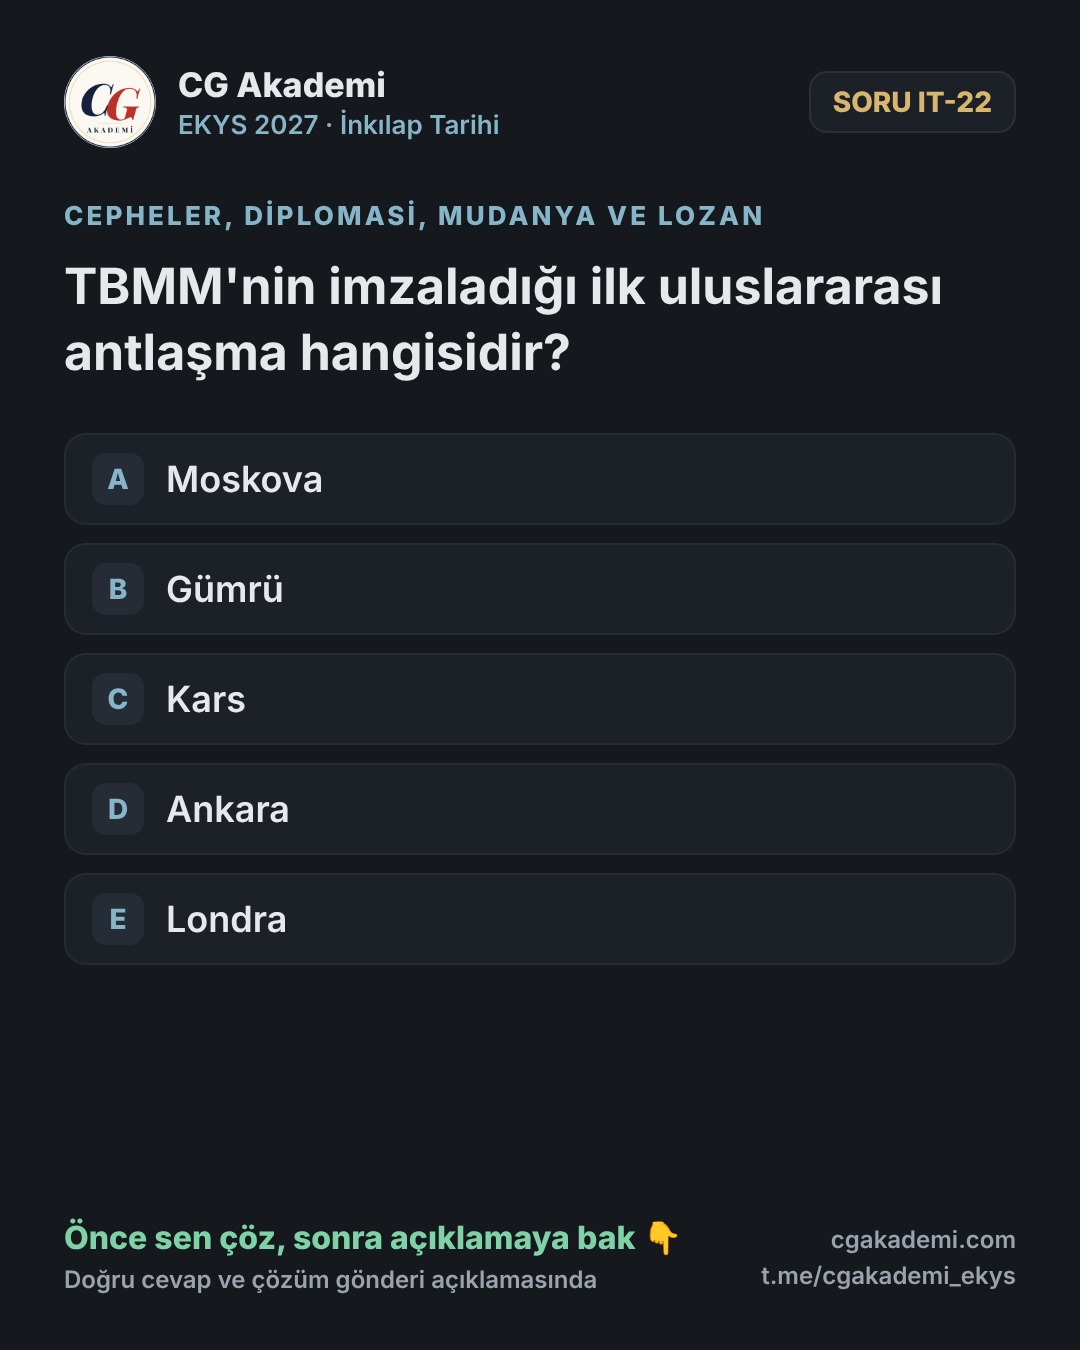 CG
AKADEMİ
CG Akademi
EKYS 2027 · İnkılap Tarihi
SORU IT-22
CEPHELER, DİPLOMASİ, MUDANYA VE LOZAN
TBMM'nin imzaladığı ilk uluslararası
antlaşma hangisidir?
A Moskova
B Gümrü
C Kars
D Ankara
E Londra
Önce sen çöz, sonra açıklamaya bak 👇
Doğru cevap ve çözüm gönderi açıklamasında
cgakademi.com
t.me/cgakademi_ekys